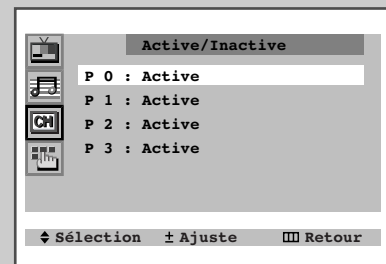 Active/Inactive
P 0 : Active
P 1 : Active
CH
P 2 : Active
P 3 : Active
Sélection ± Ajuste Retour